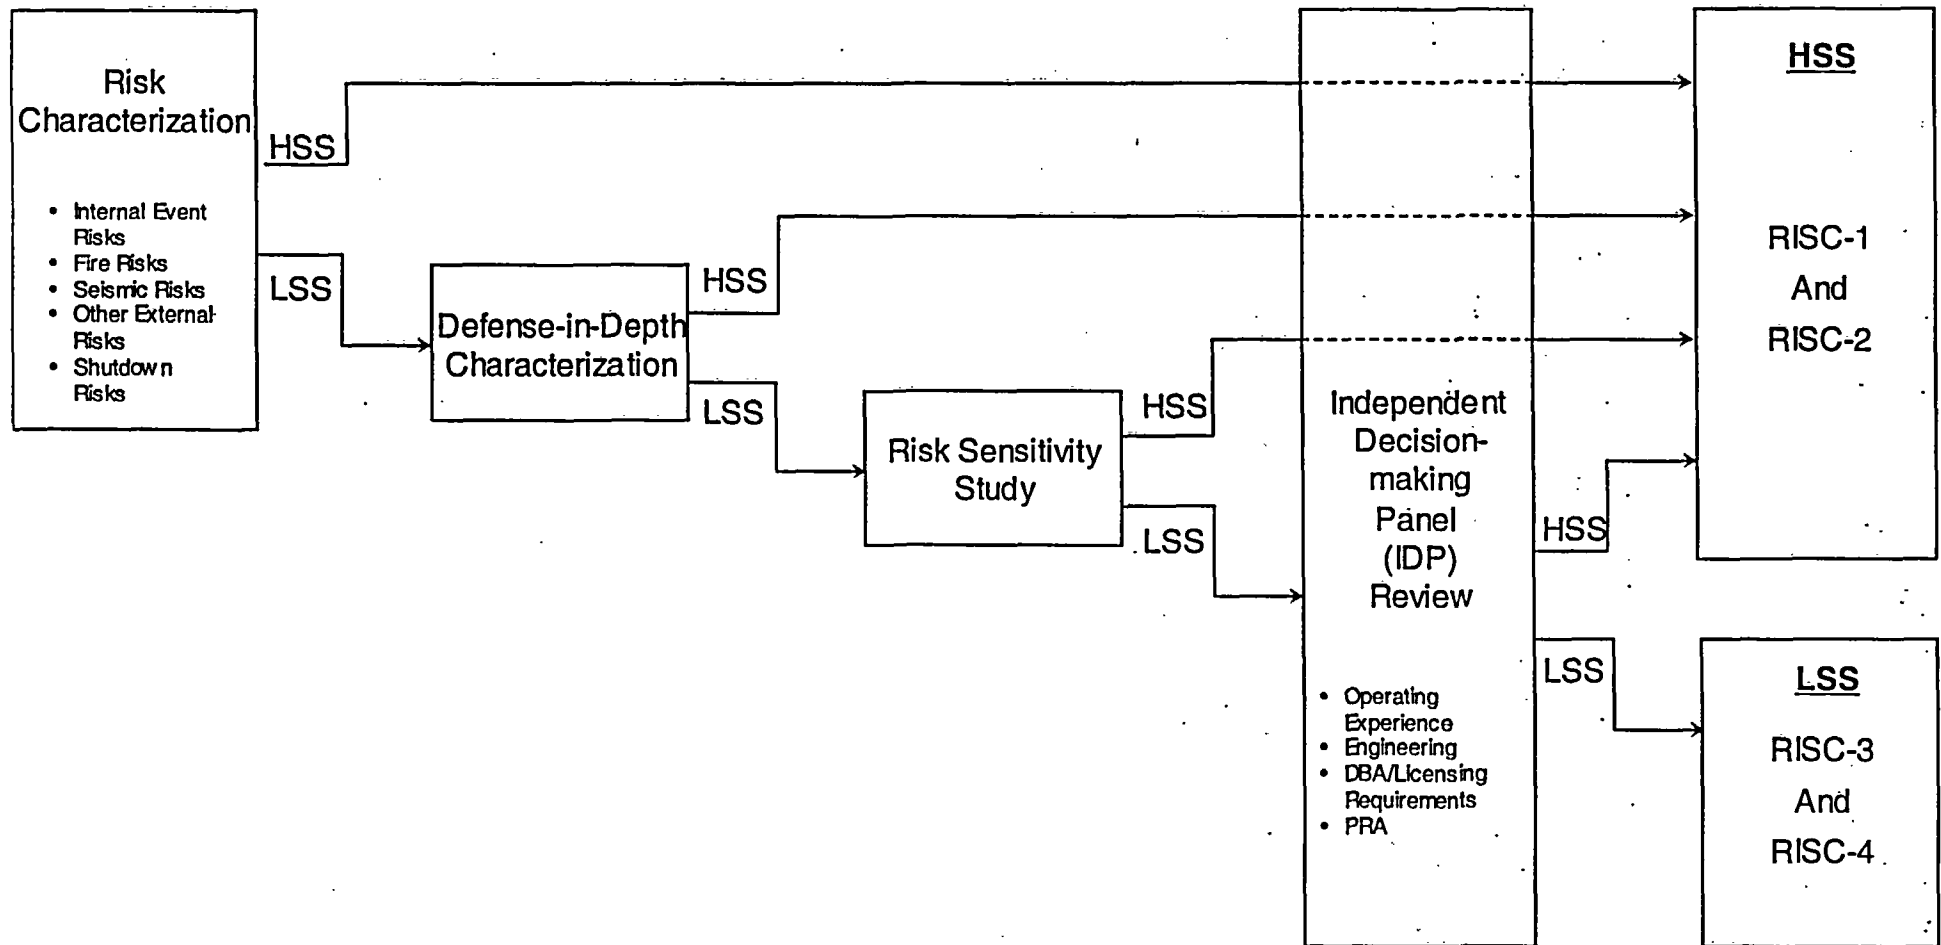 Risk
Characterization
• Internal Event
Risks
• Fire Risks
• Seismic Risks
• Other External
Risks
• Shutdown
Risks
HSS
LSS
Defense-in-Depth
Characterization
HSS
LSS
Risk Sensitivity
Study
HSS
LSS
Independent
Decision-
making
Panel
(IDP)
Review
• Operating
Experience
• Engineering
• DBA/Licensing
Requirements
• PRA
HSS
LSS
HSS
RISC-1
And
RISC-2
LSS
RISC-3
And
RISC-4